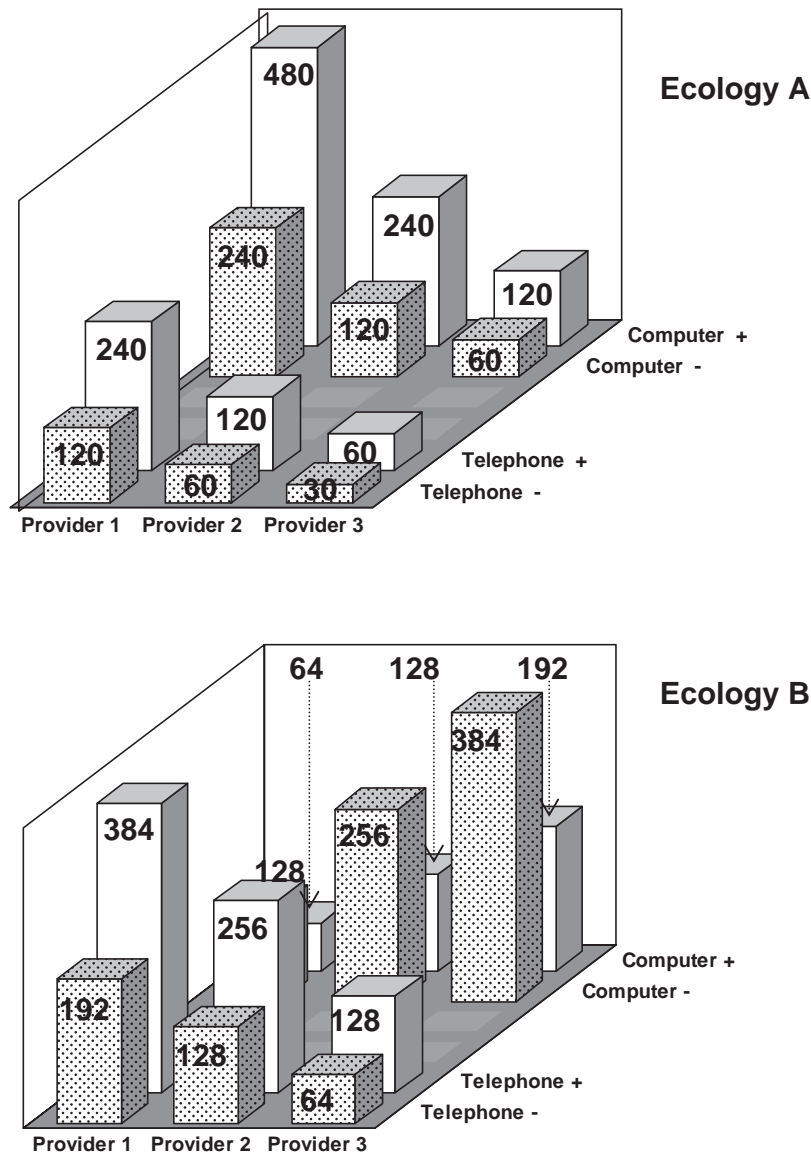 480
Ecology A
240
240
120
240
120
Computer +
60
Computer -
120
120
60
Telephone +
60
30
Telephone -
Provider 1 Provider 2 Provider 3
64 128 192
Ecology B
384
384
256
128
256
Computer +
Computer -
192
128
128
Telephone +
64
Telephone -
Provider 1 Provider 2 Provider 3